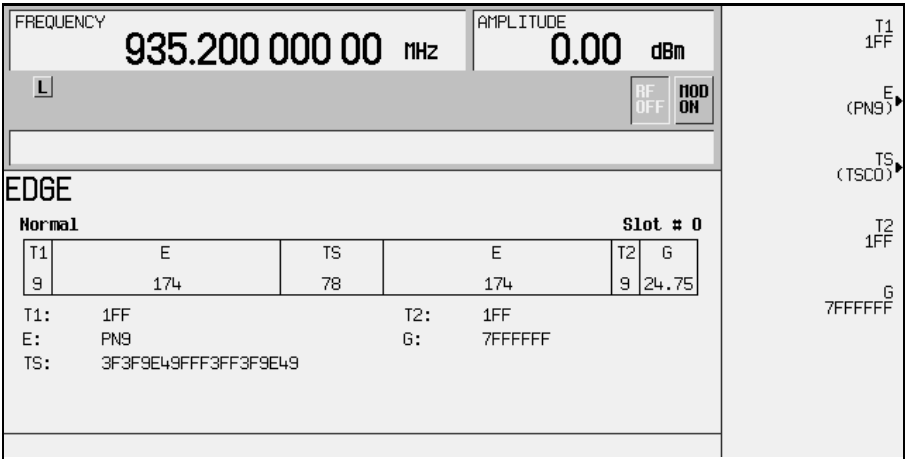 FREQUENCY
935.200 000 00 MHz
AMPLITUDE
0.00 dBm
L
RF OFF
MOD ON
EDGE
Normal Slot # 0
T1 E TS E T2 G
9 174 78 174 9 24.75
T1: 1FF T2: 1FF
E: PN9 G: 7FFFFFF
TS: 3F3F9E49FFF3FF3F9E49
T1
1FF
E
(PN9)
TS
(TSC0)
T2
1FF
G
7FFFFFF